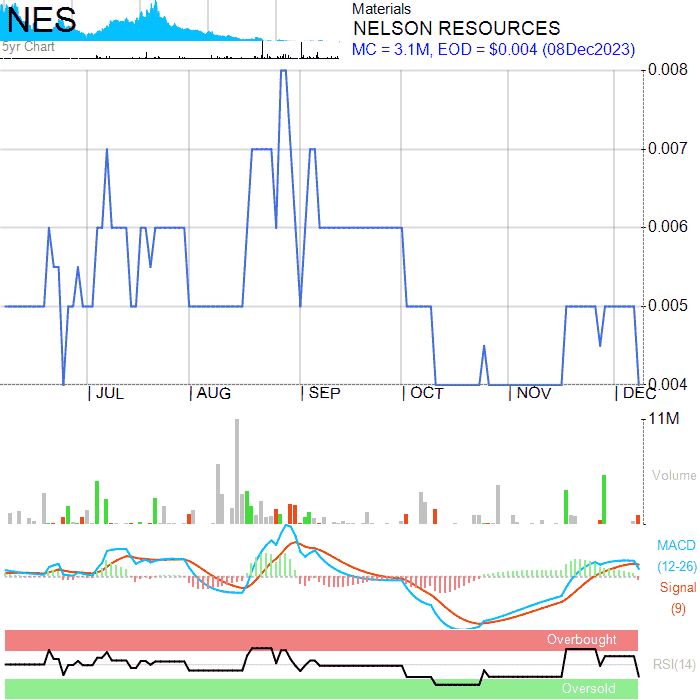 NES
5yr Chart
Materials
NELSON RESOURCES
MC = 3.1M, EOD = $0.004 (08Dec2023)
0.008
0.007
0.006
0.005
0.004
JUL AUG SEP OCT NOV DEC
11M
Volume
MACD
(12-26)
Signal
(9)
Overbought
RSI(14)
Oversold